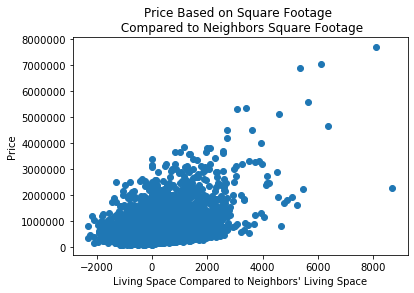 Price Based on Square Footage
Compared to Neighbors Square Footage
8000000
7000000
6000000
5000000
4000000
3000000
2000000
1000000
0
Price
−2000 0 2000 4000 6000 8000
Living Space Compared to Neighbors' Living Space